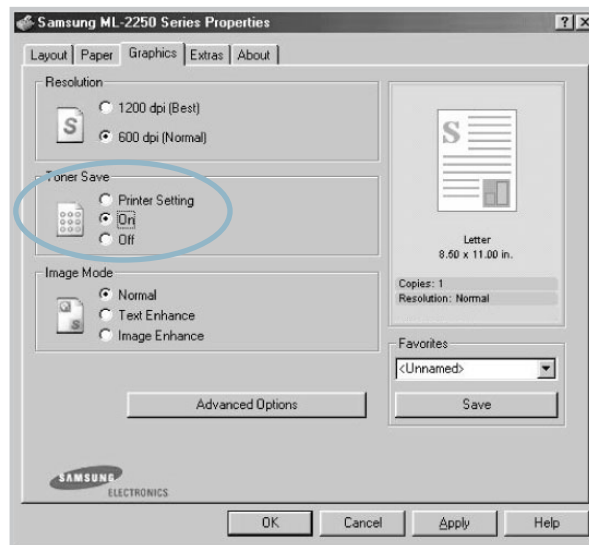 Samsung ML-2250 Series Properties
Layout Paper Graphics Extras About
Resolution
1200 dpi (Best)
600 dpi (Normal)
S
Toner Save
Printer Setting
On
Off
Image Mode
Normal
Text Enhance
Image Enhance
S
Advanced Options
S
Letter
8.50 x 11.00 in.
Copies: 1
Resolution: Normal
Favorites
<Unnamed>
Save
SAMSUNG
ELECTRONICS
OK Cancel Apply Help